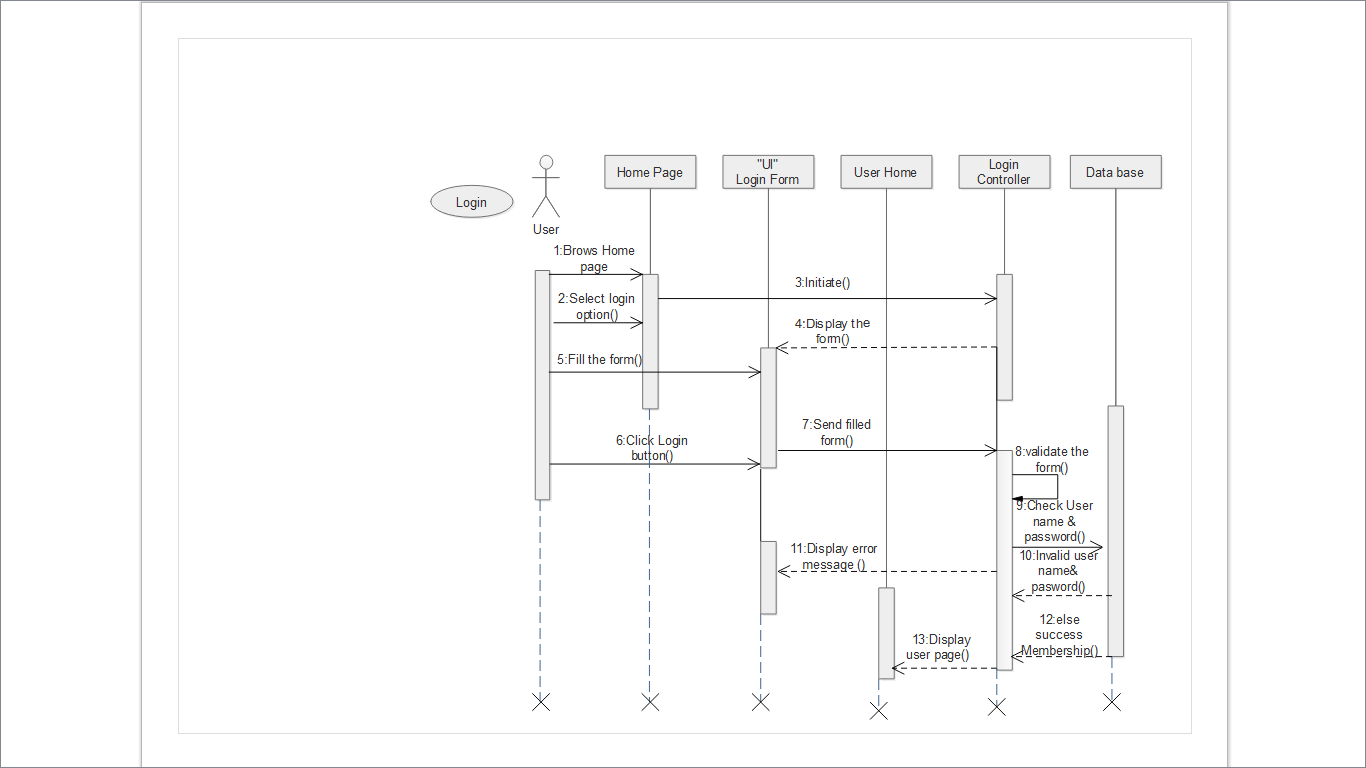 "UI"
Login
Home Page
Login Form
User Home
Controller
Data base
Login
User
1:Brows Home
page
3:Initiate()
2:Select login
option()
4:Display the
form()
5:Fill the form()
7:Send filled
form()
6:Click Login
button()
8:validate the
form()
9:Check User
name &
password()
11:Display error
message ()
10:Invalid user
name&
pasword()
12:else
success
Membership()
13:Display
user page()